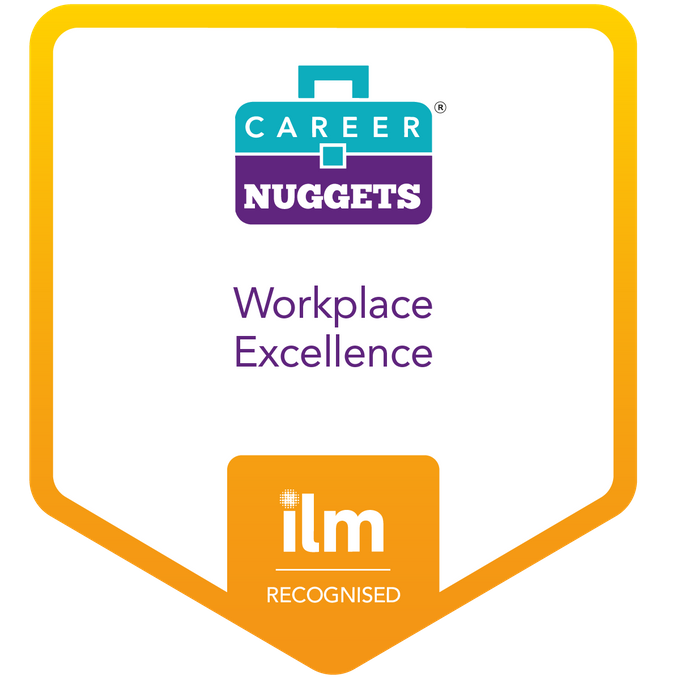 CAREER ®
NUGGETS
Workplace
Excellence
ilm
RECOGNISED